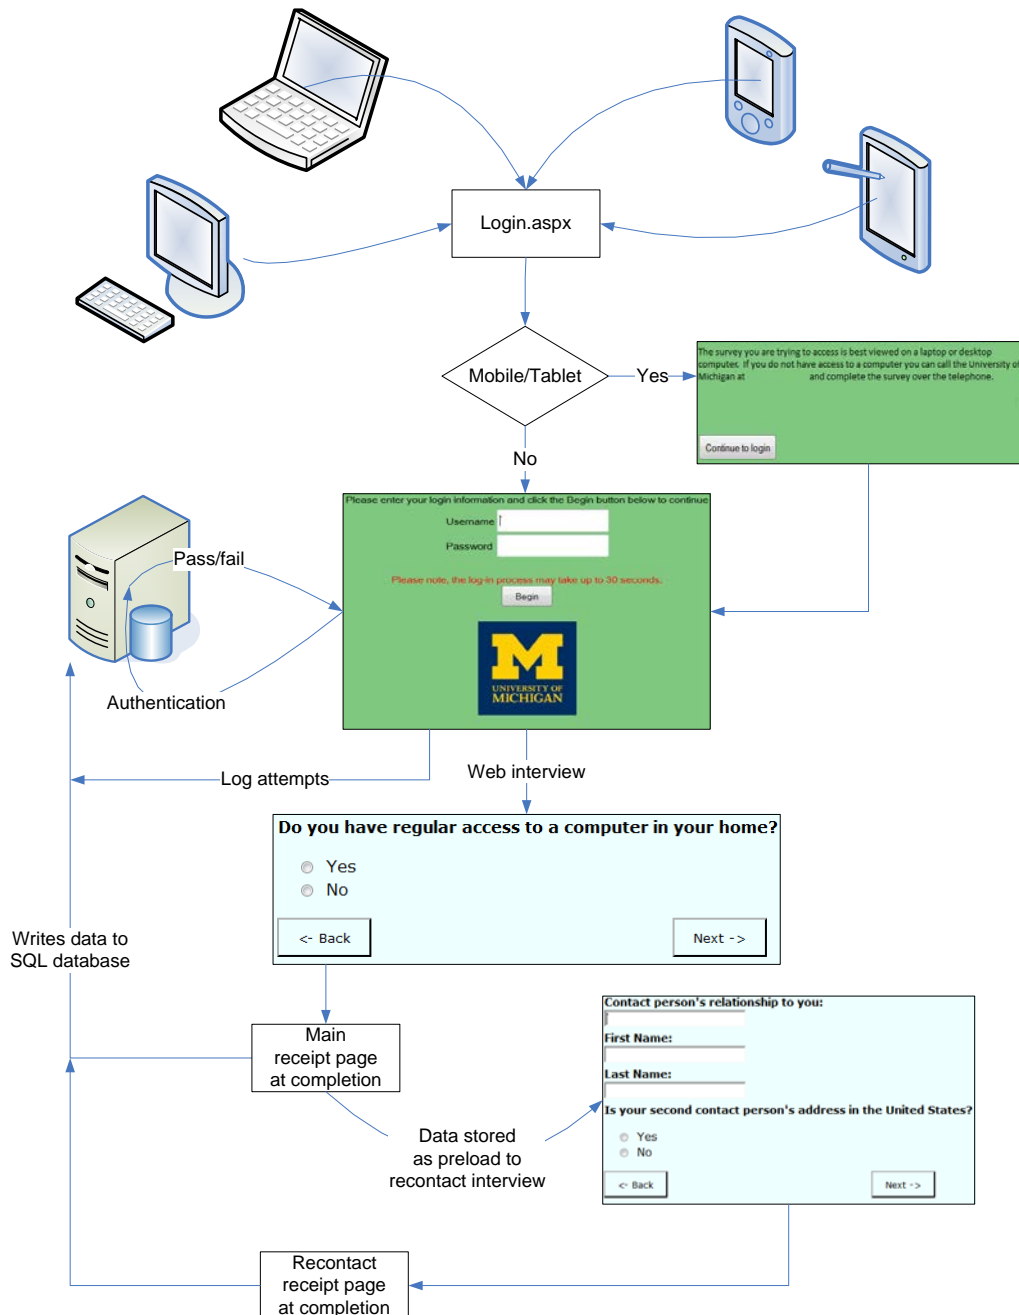 Login.aspx
Mobile/Tablet
Yes
The survey you are trying to access is best viewed on a laptop or desktop
computer. If you do not have access to a computer you can call the University of
Michigan at and complete the survey over the telephone.
Continue to login
No
Please enter your login information and click the Begin button below to continue
Username
Password
Please note, the log-in process may take up to 30 seconds.
Begin
UNIVERSITY OF
MICHIGAN
Pass/fail
Authentication
Log attempts
Web interview
Do you have regular access to a computer in your home?
Yes
No
<- Back
Next ->
Writes data to
SQL database
Main
receipt page
at completion
Data stored
as preload to
recontact interview
Contact person's relationship to you:
First Name:
Last Name:
Is your second contact person's address in the United States?
Yes
No
<- Back
Next ->
Recontact
receipt page
at completion